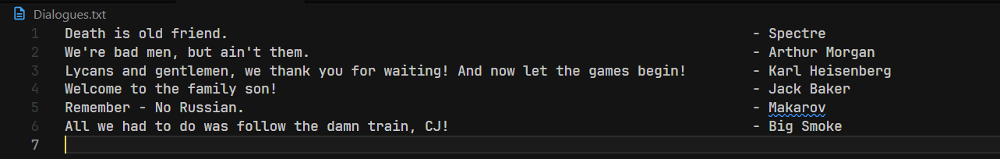 Dialogues.txt
1 Death is old friend. - Spectre
2 We're bad men, but ain't them. - Arthur Morgan
3 Lycans and gentlemen, we thank you for waiting! And now let the games begin! - Karl Heisenberg
4 Welcome to the family son! - Jack Baker
5 Remember - No Russian. - Makarov
6 All we had to do was follow the damn train, CJ! - Big Smoke
7